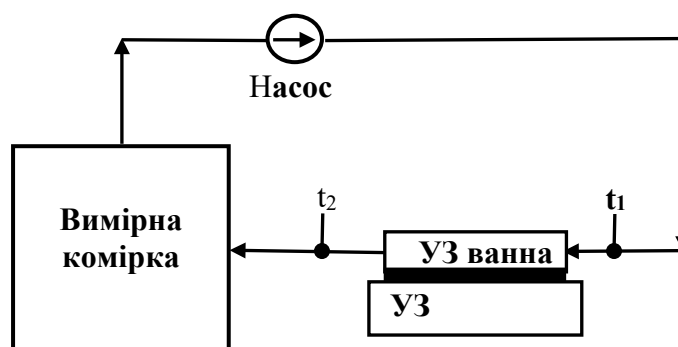 Насос
t₂
t₁
Вимірна
комірка
УЗ ванна
УЗ